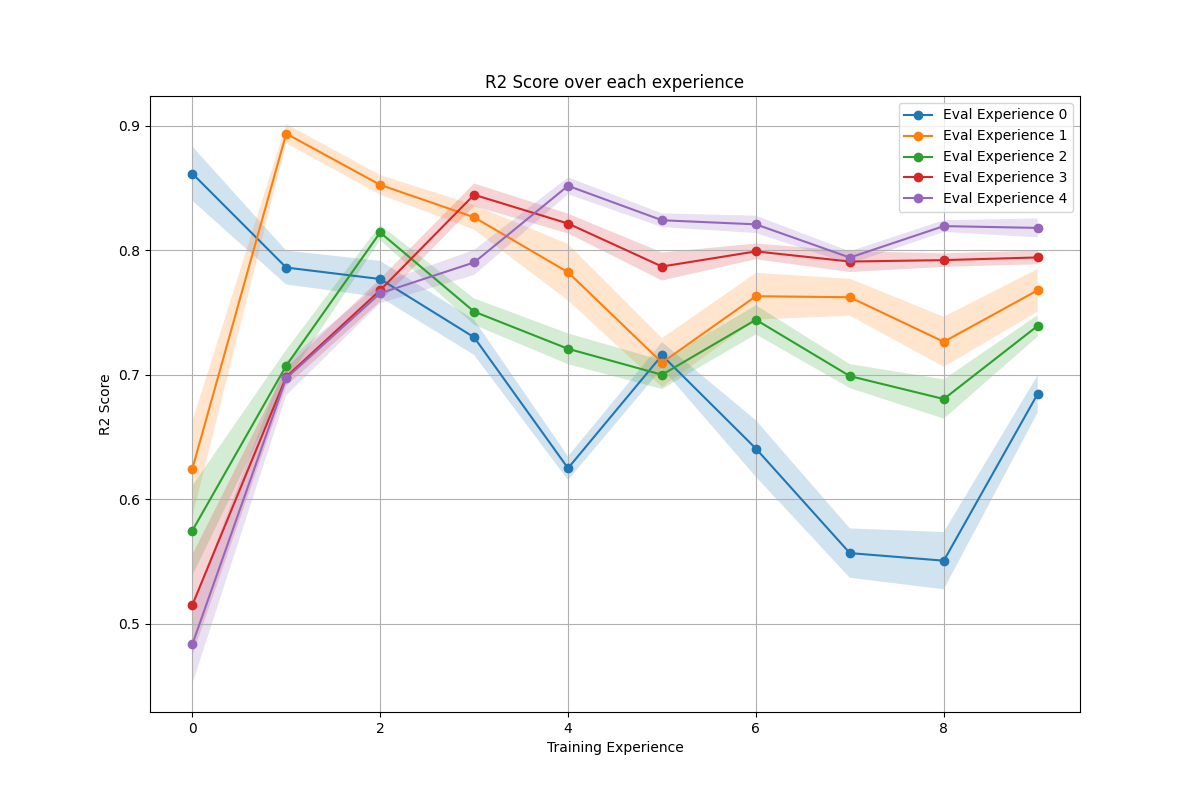 R2 Score over each experience
Eval Experience 0
Eval Experience 1
Eval Experience 2
Eval Experience 3
Eval Experience 4
R2 Score
0.9
0.8
0.7
0.6
0.5
0 2 4 6 8
Training Experience